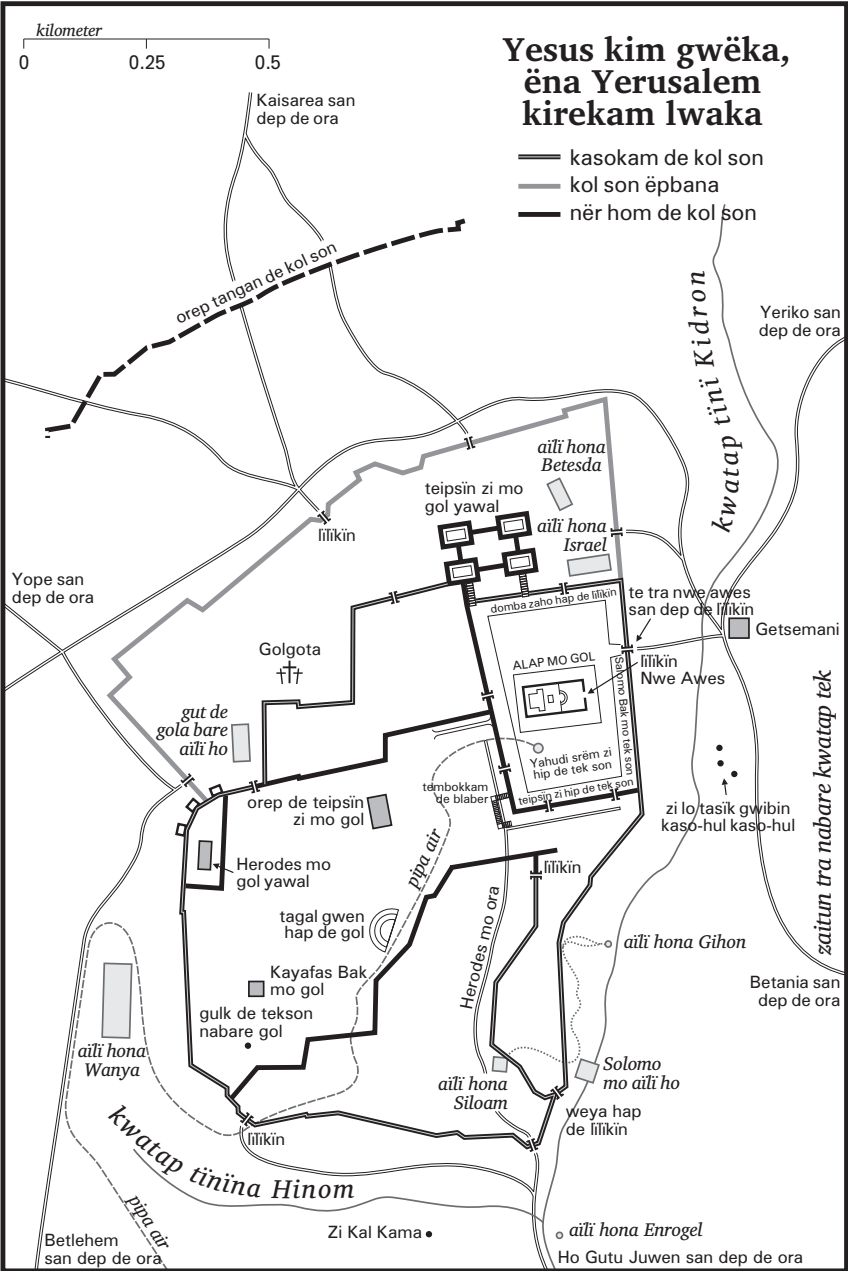 kilometer
0 0.25 0.5
Yesus kim gwëka,
ëna Yerusalem
kirekam lwaka
kasokam de kol son
kol son ëpbana
nër hom de kol son
Kaisarea san
dep de ora
orep tangan de kol son
kwatap tïnï Kidron
Yeriko san
dep de ora
aïlï hona
Betesda
teipsïn zi mo
gol yawal
aïlï hona
Israel
lïlïkïn
Yope san
dep de ora
domba zaho hap de lïlïkïn
te tra nwe awes
san dep de lïlïkïn
Getsemani
Golgota
ALAP MO GOL
lïlïkïn
Nwe Awes
Salomo Bak mo tek son
gut de
gola bare
aïlï ho
Yahudi srëm zi
hip de tek son
teipsïn zi hip de tek son
tembokkam
de blaber
orep de teipsïn
zi mo gol
zi lo tasïk gwibin
kaso-hul kaso-hul
zaitun tra nabare kwatap tek
pipa air
Herodes mo
gol yawal
lïlïkïn
tagal gwen
hap de gol
Herodes mo ora
aïlï hona Gihon
Kayafas Bak
mo gol
Betania san
dep de ora
gulk de tekson
nabare gol
aïlï hona
Wanya
aïlï hona
Siloam
Solomo
mo aïlï ho
weya hap
de lïlïkïn
lïlïkïn
kwatap tïnïna Hinom
pipa air
Zi Kal Kama
aïlï hona Enrogel
Betlehem
san dep de ora
Ho Gutu Juwen san dep de ora